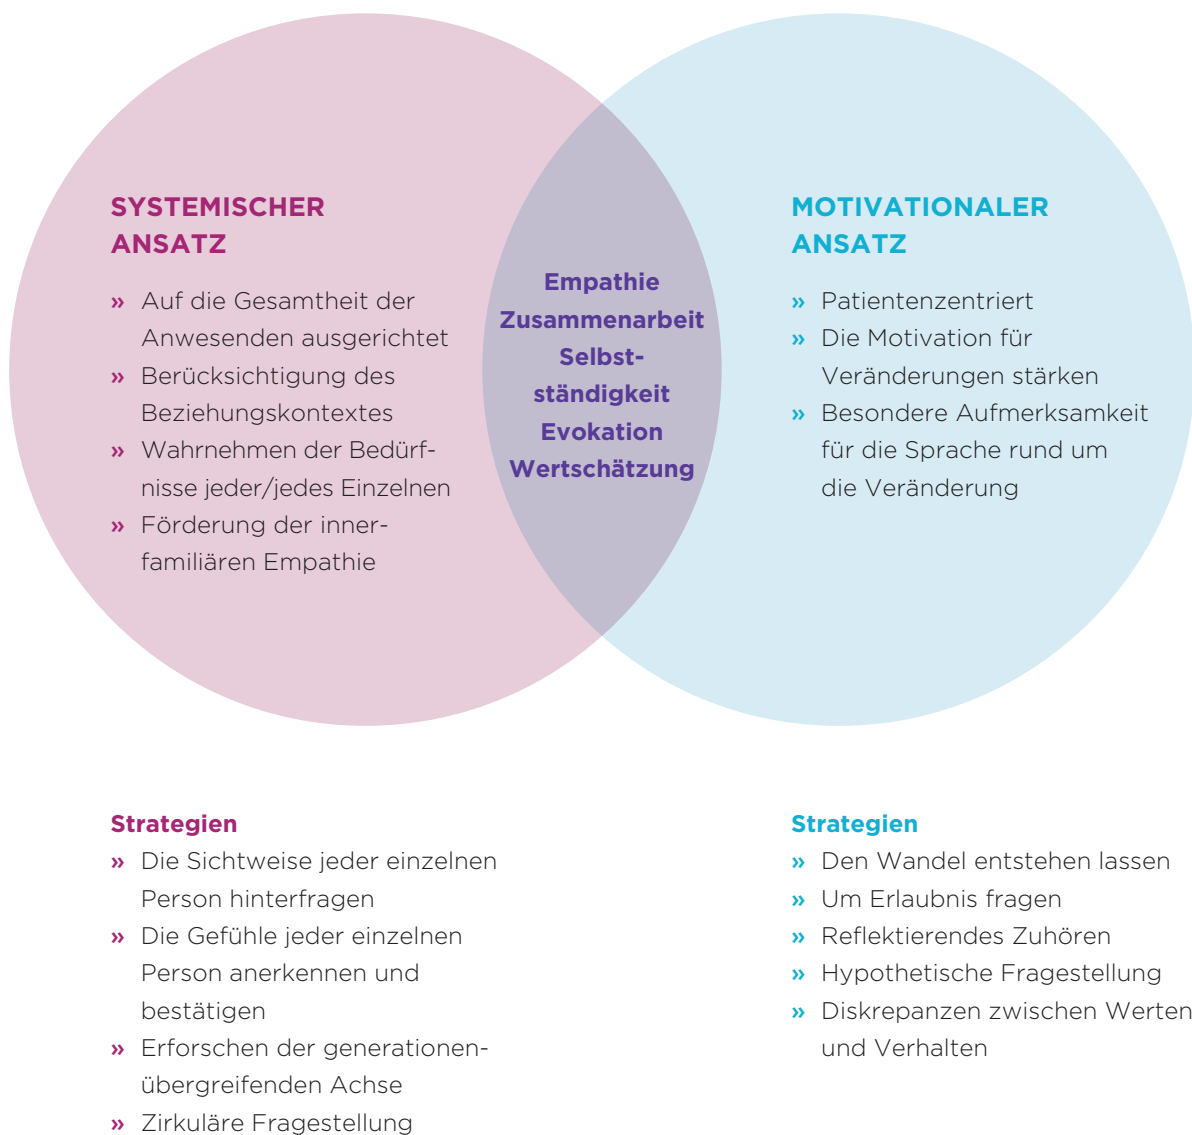 SYSTEMISCHER
ANSATZ
» Auf die Gesamtheit der
Anwesenden ausgerichtet
» Berücksichtigung des
Beziehungskontextes
» Wahrnehmen der Bedürf-
nisse jeder/jedes Einzelnen
» Förderung der inner-
familiären Empathie
Empathie
Zusammenarbeit
Selbst-
ständigkeit
Evokation
Wertschätzung
MOTIVATIONALER
ANSATZ
» Patientenzentriert
» Die Motivation für
Veränderungen stärken
» Besondere Aufmerksamkeit
für die Sprache rund um
die Veränderung
Strategien
» Die Sichtweise jeder einzelnen
Person hinterfragen
» Die Gefühle jeder einzelnen
Person anerkennen und
bestätigen
» Erforschen der generationen-
übergreifenden Achse
» Zirkuläre Fragestellung
Strategien
» Den Wandel entstehen lassen
» Um Erlaubnis fragen
» Reflektierendes Zuhören
» Hypothetische Fragestellung
» Diskrepanzen zwischen Werten
und Verhalten